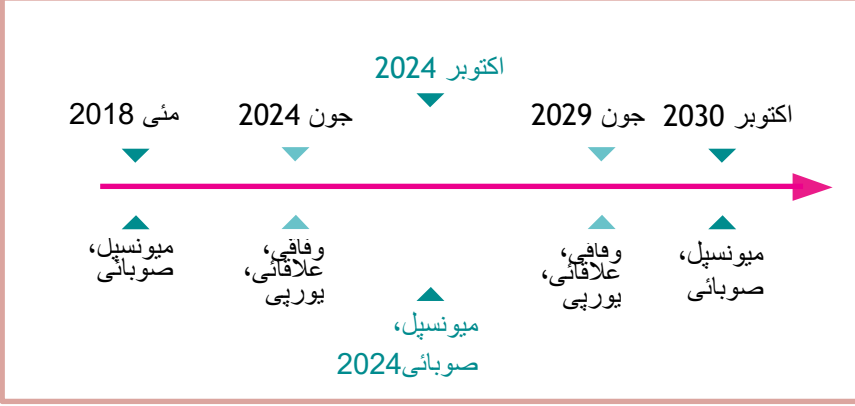 اکتوبر 2024
مئی 2018
جون 2024
جون 2029
اکتوبر 2030
میونسپل،
صوبائی
وفاقی،
علاقائی،
یورپی
میونسپل،
صوبائی2024
وفاقی،
علاقائی،
یورپی
میونسپل،
صوبائی